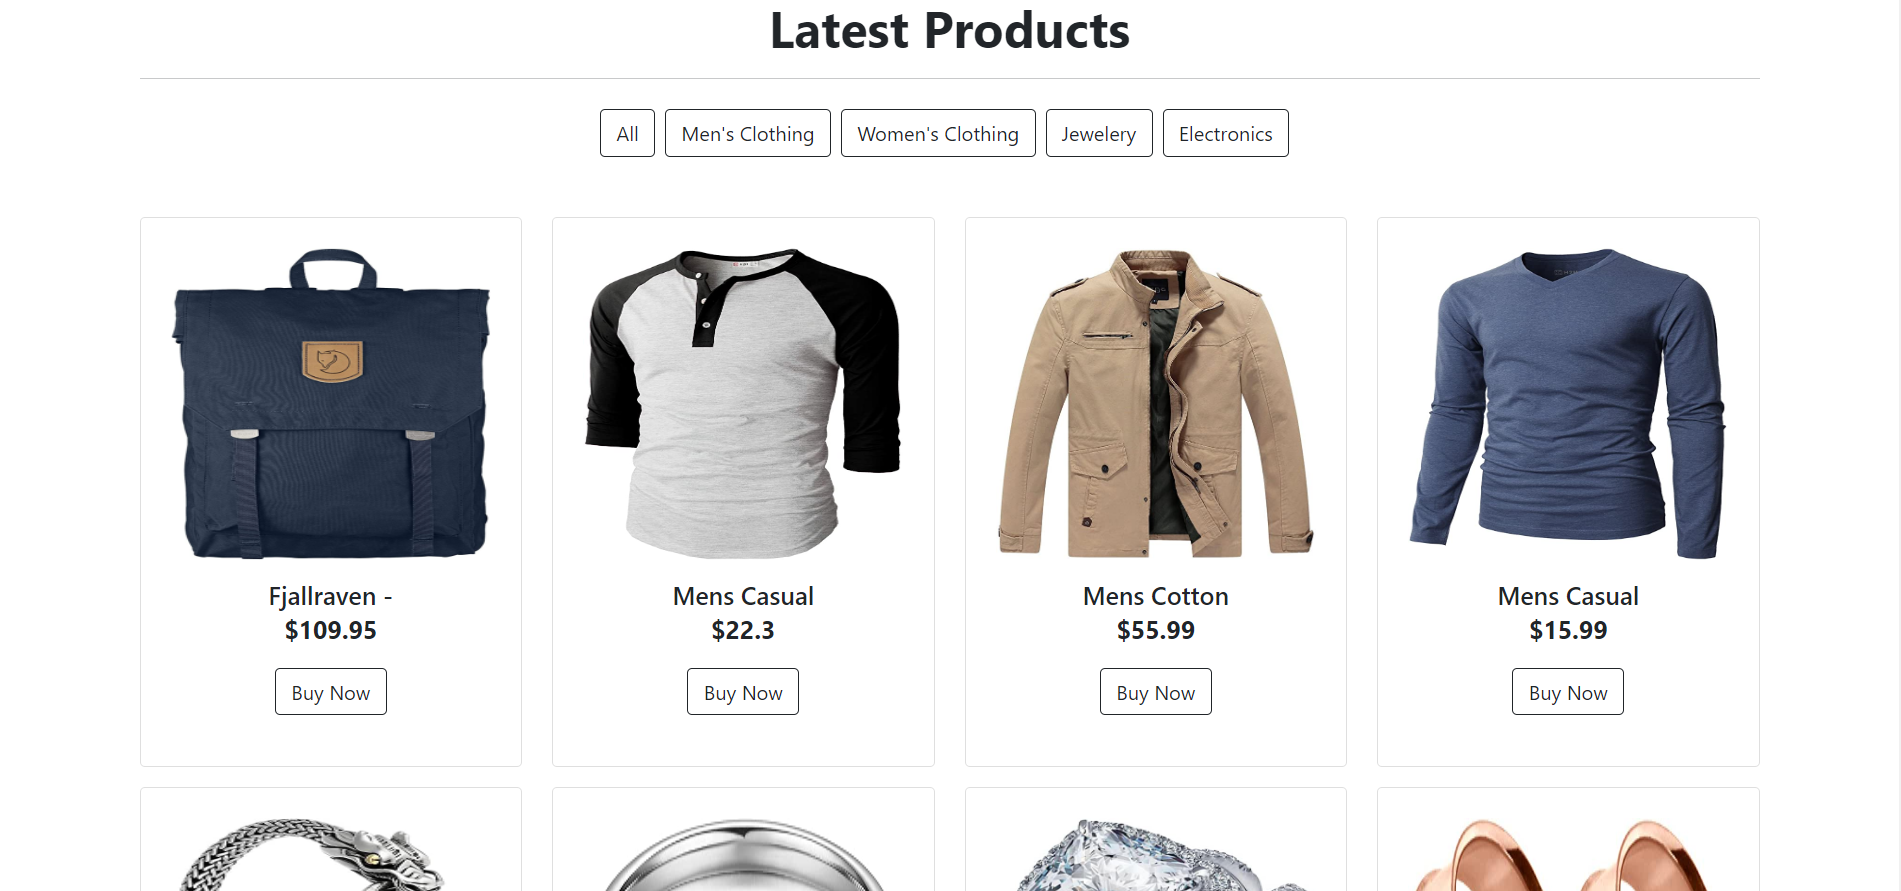 Latest Products
All Men's Clothing Women's Clothing Jewelery Electronics
Fjallraven - Mens Casual Mens Cotton Mens Casual
$109.95 $22.3 $55.99 $15.99
Buy Now Buy Now Buy Now Buy Now